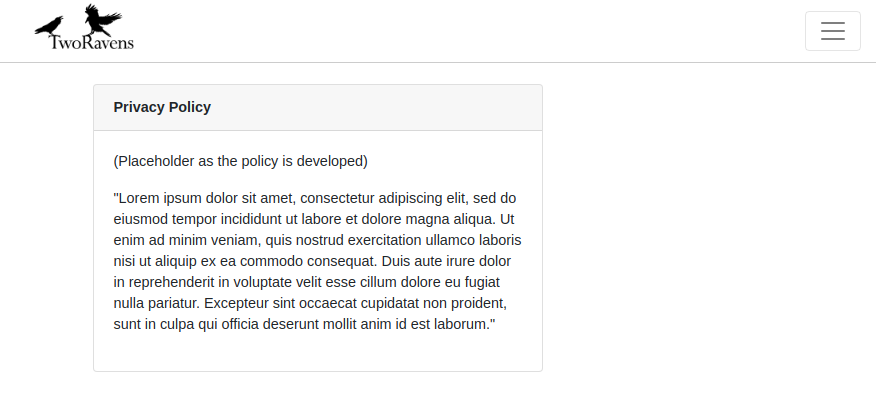 TwoRavens
Privacy Policy
(Placeholder as the policy is developed)
"Lorem ipsum dolor sit amet, consectetur adipiscing elit, sed do
eiusmod tempor incididunt ut labore et dolore magna aliqua. Ut
enim ad minim veniam, quis nostrud exercitation ullamco laboris
nisi ut aliquip ex ea commodo consequat. Duis aute irure dolor
in reprehenderit in voluptate velit esse cillum dolore eu fugiat
nulla pariatur. Excepteur sint occaecat cupidatat non proident,
sunt in culpa qui officia deserunt mollit anim id est laborum."